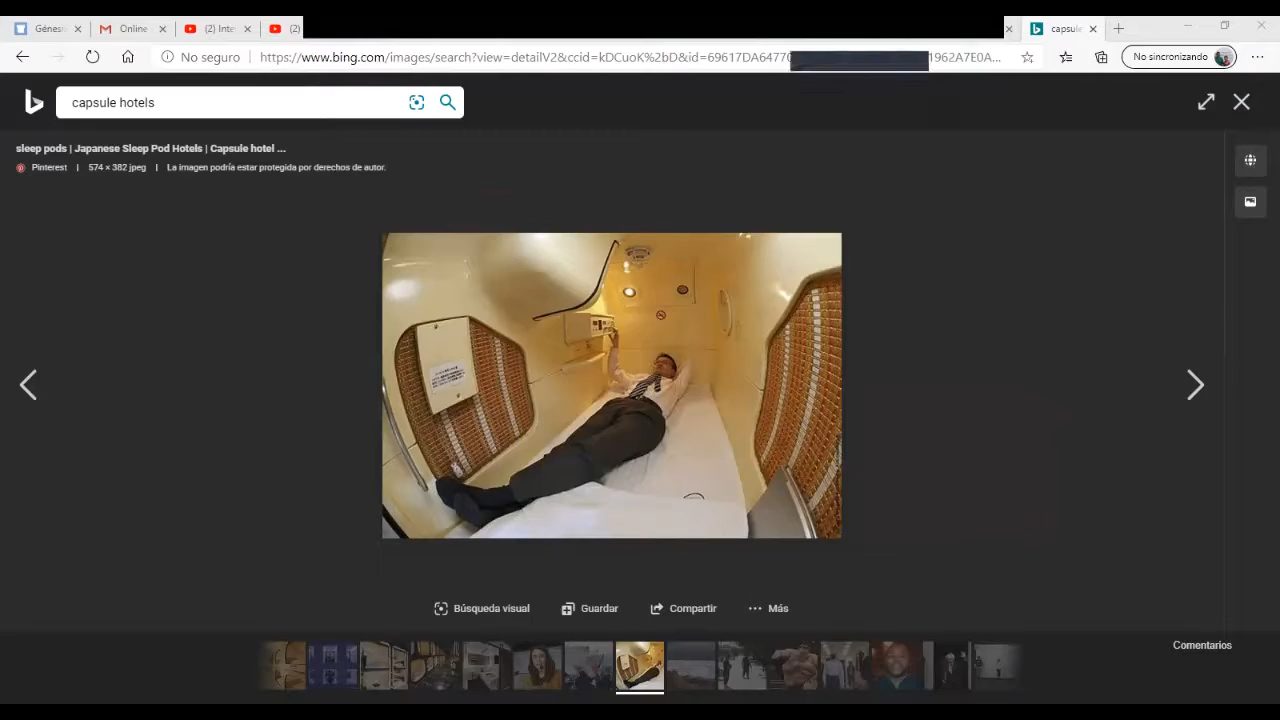 Génes
Online
(2) Inte
(2)
capsule
No seguro
https://www.bing.com/images/search?view=detailV2&ccid=kDCuoK%2bD&id=69617DA6477
1962A7E0A...
No sincronizando
capsule hotels
sleep pods | Japanese Sleep Pod Hotels | Capsule hotel ...
Pinterest | 574 × 382 jpeg | La imagen podría estar protegida por derechos de autor.
Búsqueda visual
Guardar
Compartir
Más
Comentarios